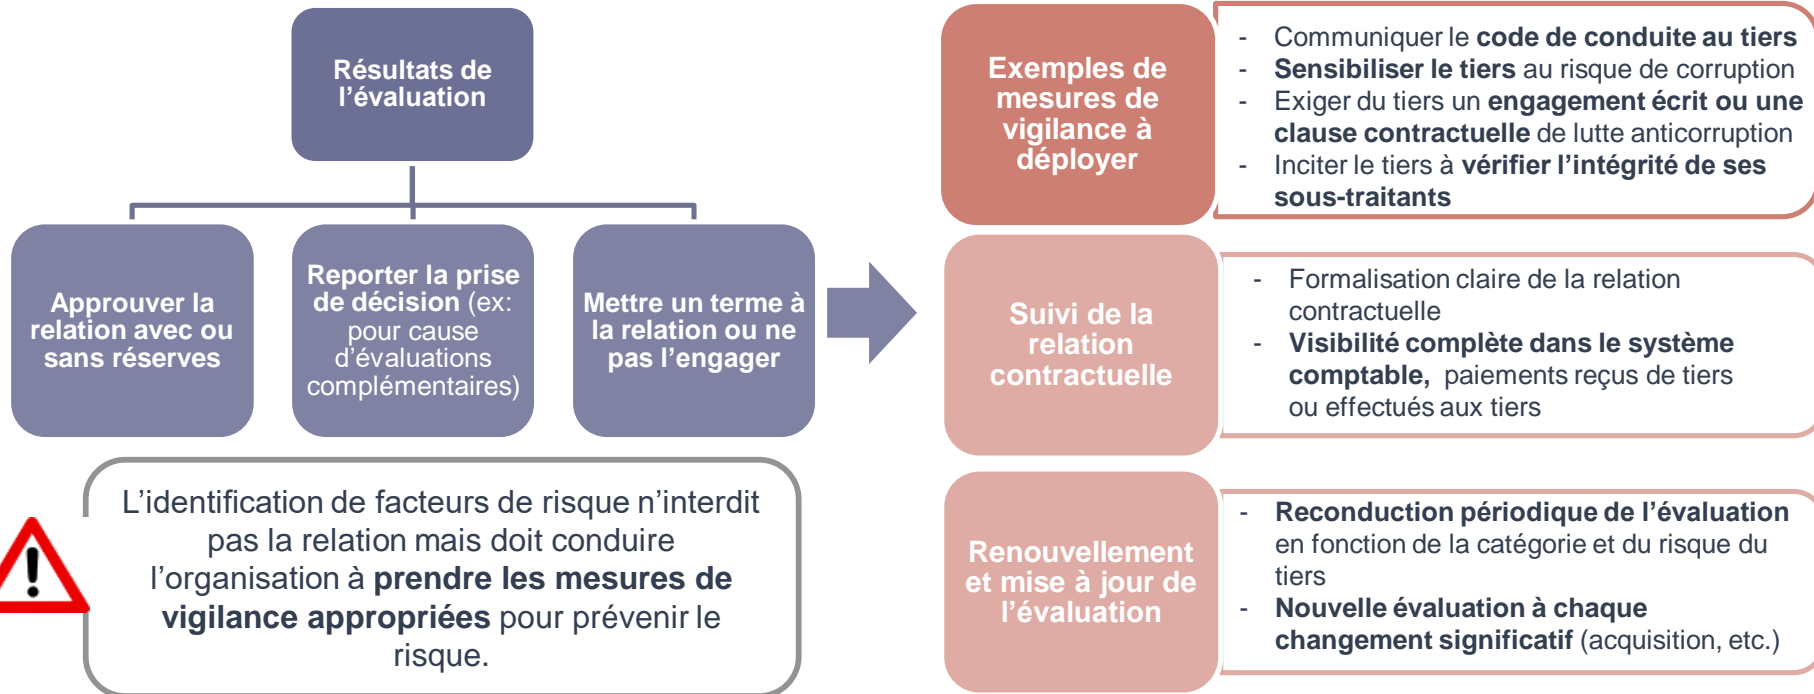 Résultats de
l’évaluation
Approuver la
relation avec ou
sans réserves
Reporter la prise
de décision (ex:
pour cause
d’évaluations
complémentaires)
Mettre un terme à
la relation ou ne
pas l’engager
L’identification de facteurs de risque n’interdit
pas la relation mais doit conduire
l’organisation à prendre les mesures de
vigilance appropriées pour prévenir le
risque.
Exemples de
mesures de
vigilance à
déployer
- Communiquer le code de conduite au tiers
- Sensibiliser le tiers au risque de corruption
- Exiger du tiers un engagement écrit ou une
clause contractuelle de lutte anticorruption
- Inciter le tiers à vérifier l’intégrité de ses
sous-traitants
Suivi de la
relation
contractuelle
- Formalisation claire de la relation
contractuelle
- Visibilité complète dans le système
comptable, paiements reçus de tiers
ou effectués aux tiers
Renouvellement
et mise à jour de
l’évaluation
- Reconduction périodique de l’évaluation
en fonction de la catégorie et du risque du
tiers
- Nouvelle évaluation à chaque
changement significatif (acquisition, etc.)